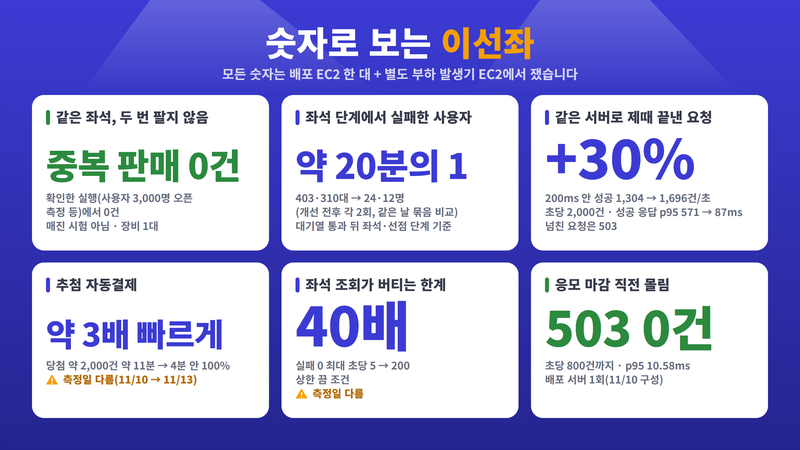 숫자로 보는 이선좌
모든 숫자는 배포 EC2 한 대 + 별도 부하 발생기 EC2에서 쟀습니다
같은 좌석, 두 번 팔지 않음
중복 판매 0건
확인한 실행(사용자 3,000명 오픈
측정 등)에서 0건
매진 시험 아님 · 장비 1대
좌석 단계에서 실패한 사용자
약 20분의 1
403·310대 → 24·12명
(개선 전후 각 2회, 같은 날 묶음 비교)
대기열 통과 뒤 좌석·선점 단계 기준
같은 서버로 제때 끝낸 요청
+30%
200ms 안 성공 1,304 → 1,696건/초
초당 2,000건 · 성공 응답 p95 571 → 87ms
넘친 요청은 503
추첨 자동결제
약 3배 빠르게
당첨 약 2,000건 약 11분 → 4분 안 100%
⚠ 측정일 다름(11/10 → 11/13)
좌석 조회가 버티는 한계
40배
실패 0 최대 초당 5 → 200
상한 끔 조건
⚠ 측정일 다름
응모 마감 직전 몰림
503 0건
초당 800건까지 · p95 10.58ms
배포 서버 1회(11/10 구성)